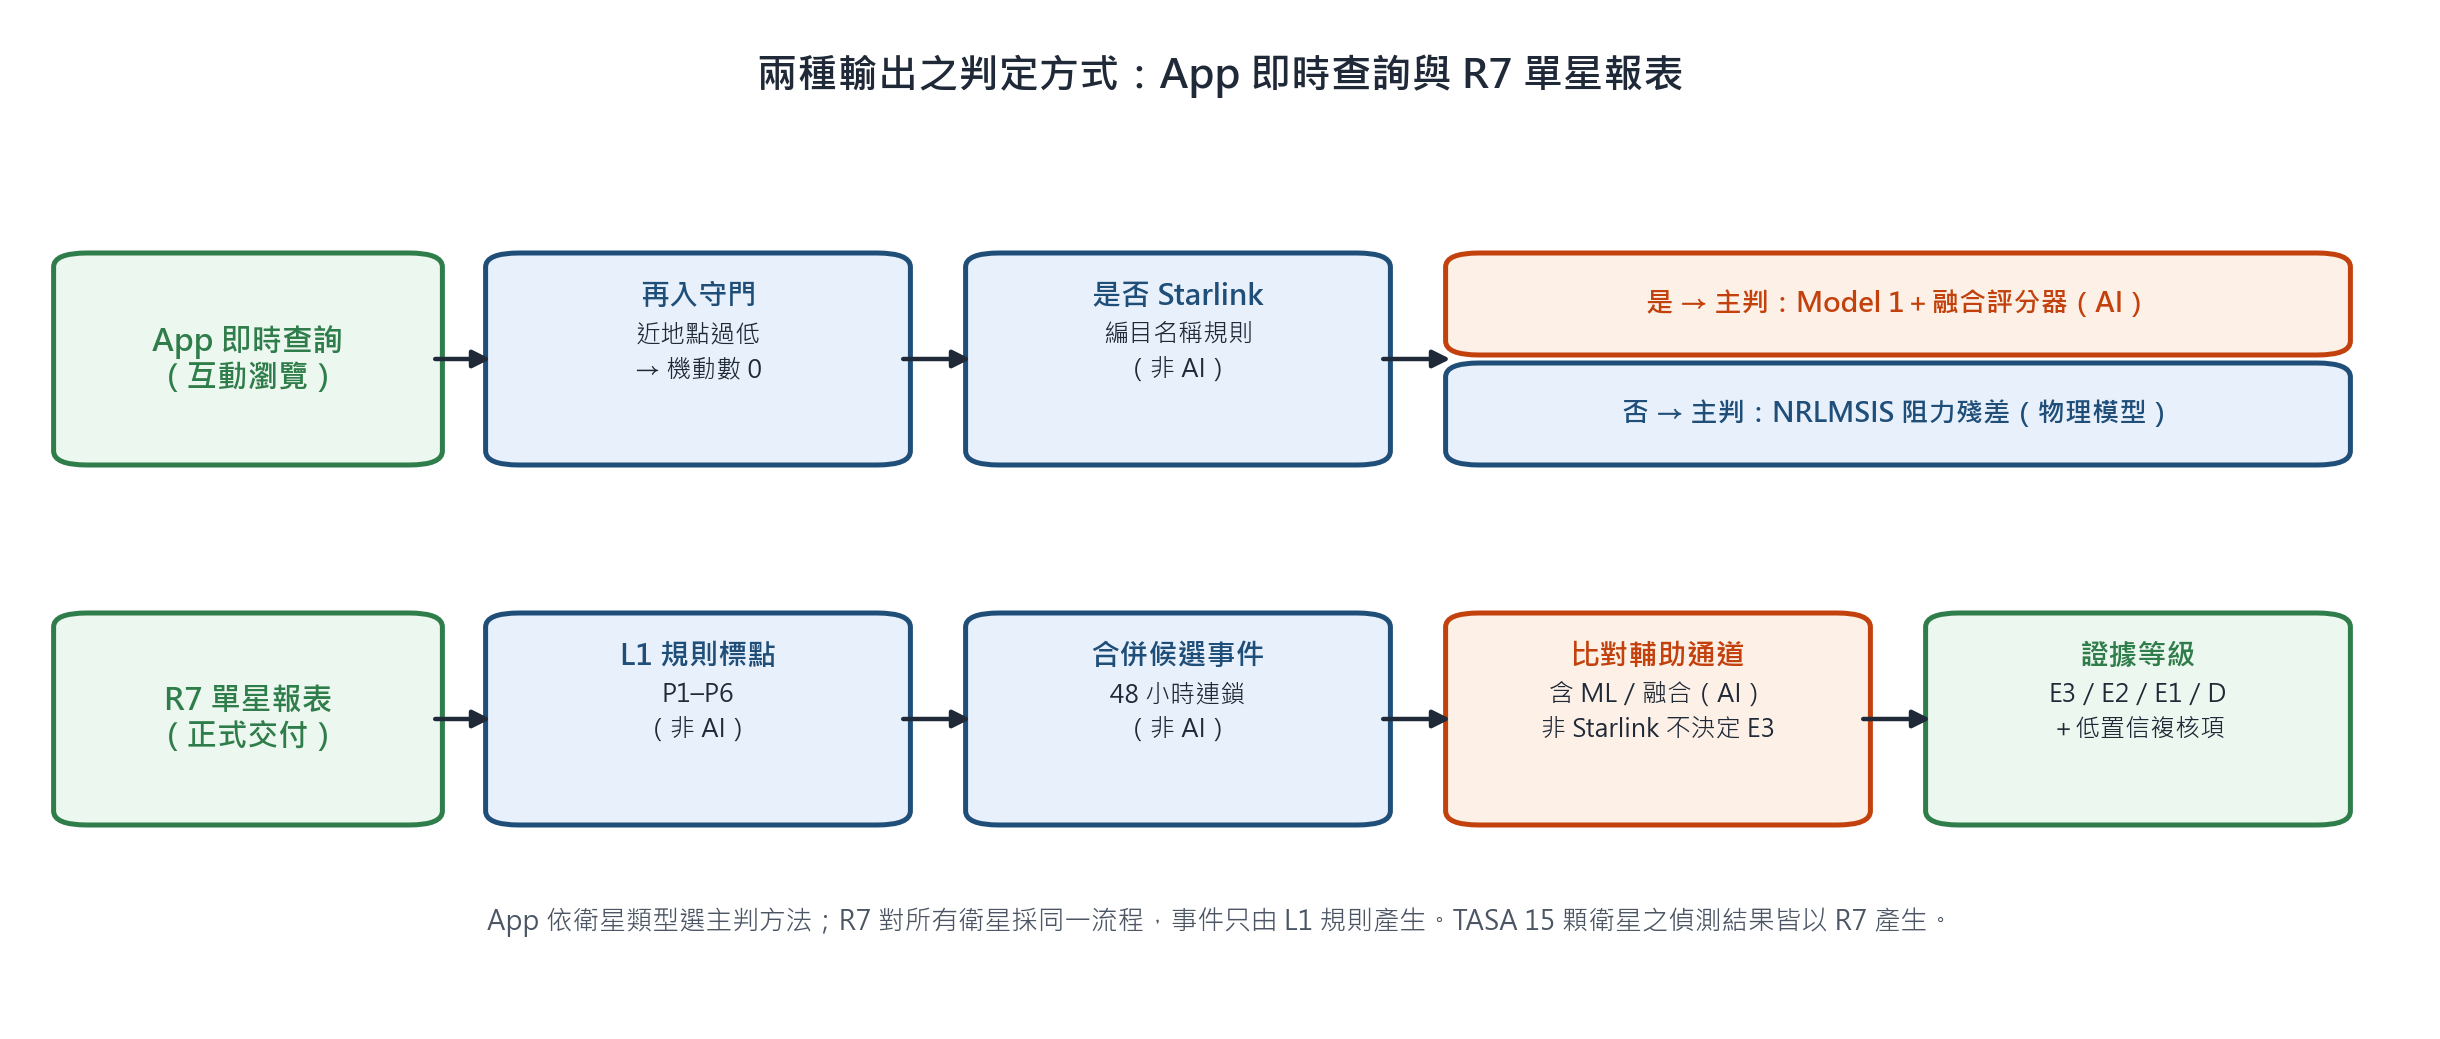 兩種輸出之判定方式：App 即時查詢與 R7 單星報表
App 即時查詢
（互動瀏覽）
再入守門
近地點過低
→ 機動數 0
是否 Starlink
編目名稱規則
（非 AI）
是 → 主判：Model 1＋融合評分器（AI）
否 → 主判：NRLMSIS 阻力殘差（物理模型）
R7 單星報表
（正式交付）
L1 規則標點
P1–P6
（非 AI）
合併候選事件
48 小時連鎖
（非 AI）
比對輔助通道
含 ML / 融合（AI）
非 Starlink 不決定 E3
證據等級
E3 / E2 / E1 / D
＋低置信複核項
App 依衛星類型選主判方法；R7 對所有衛星採同一流程，事件只由 L1 規則產生。TASA 15 顆衛星之偵測結果皆以 R7 產生。